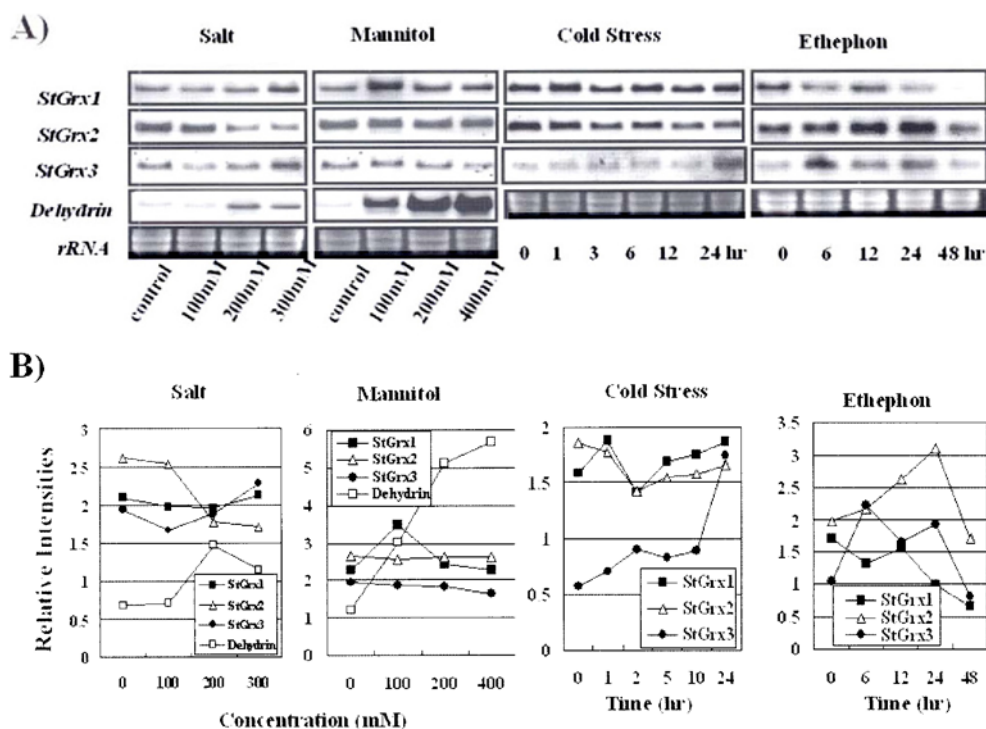 A)
Salt Mannitol Cold Stress Ethephon
StGrx1
StGrx2
StGrx3
Dehydrin
rRNA
control 100mM 200mM 300mM control 100mM 200mM 400mM
0 1 3 6 12 24 hr
0 6 12 24 48 hr
B)
Salt
Relative Intensities
3
2.5
2
1.5
1
0.5
0
StGrx1
StGrx2
StGrx3
Dehydrin
0 100 200 300
Mannitol
6
5
4
3
2
1
0
StGrx1
StGrx2
StGrx3
Dehydrin
0 100 200 400
Concentration (mM)
Cold Stress
2
1.5
1
0.5
0
StGrx1
StGrx2
StGrx3
0 1 2 5 10 24
Time (hr)
Ethephon
3.5
3
2.5
2
1.5
1
0.5
0
StGrx1
StGrx2
StGrx3
0 6 12 24 48
Time (hr)